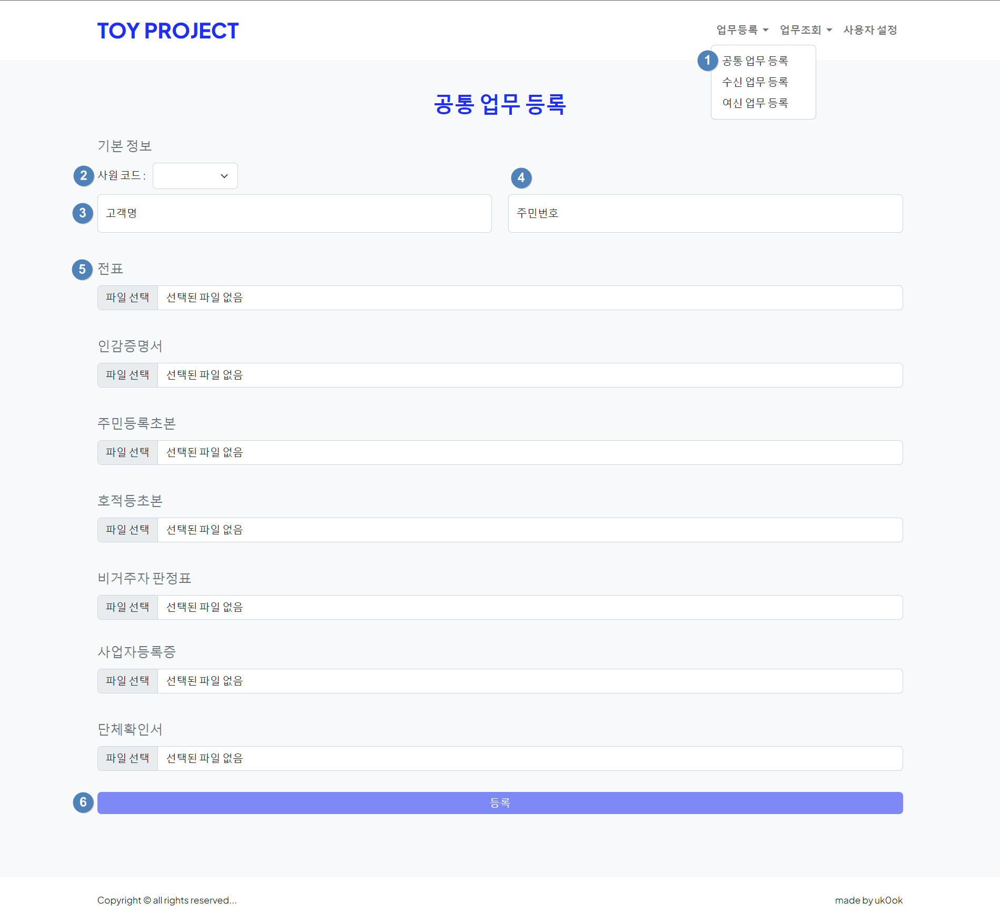 TOY PROJECT
업무등록 업무조회 사용자 설정
1 공통 업무 등록
수신 업무 등록
여신 업무 등록
공통 업무 등록
기본 정보
2 사원 코드 :
4
3 고객명 주민번호
5 전표
파일 선택 선택된 파일 없음
인감증명서
파일 선택 선택된 파일 없음
주민등록초본
파일 선택 선택된 파일 없음
호적등초본
파일 선택 선택된 파일 없음
비거주자 판정표
파일 선택 선택된 파일 없음
사업자등록증
파일 선택 선택된 파일 없음
단체확인서
파일 선택 선택된 파일 없음
6 등록
Copyright © all rights reserved... made by uk0ok